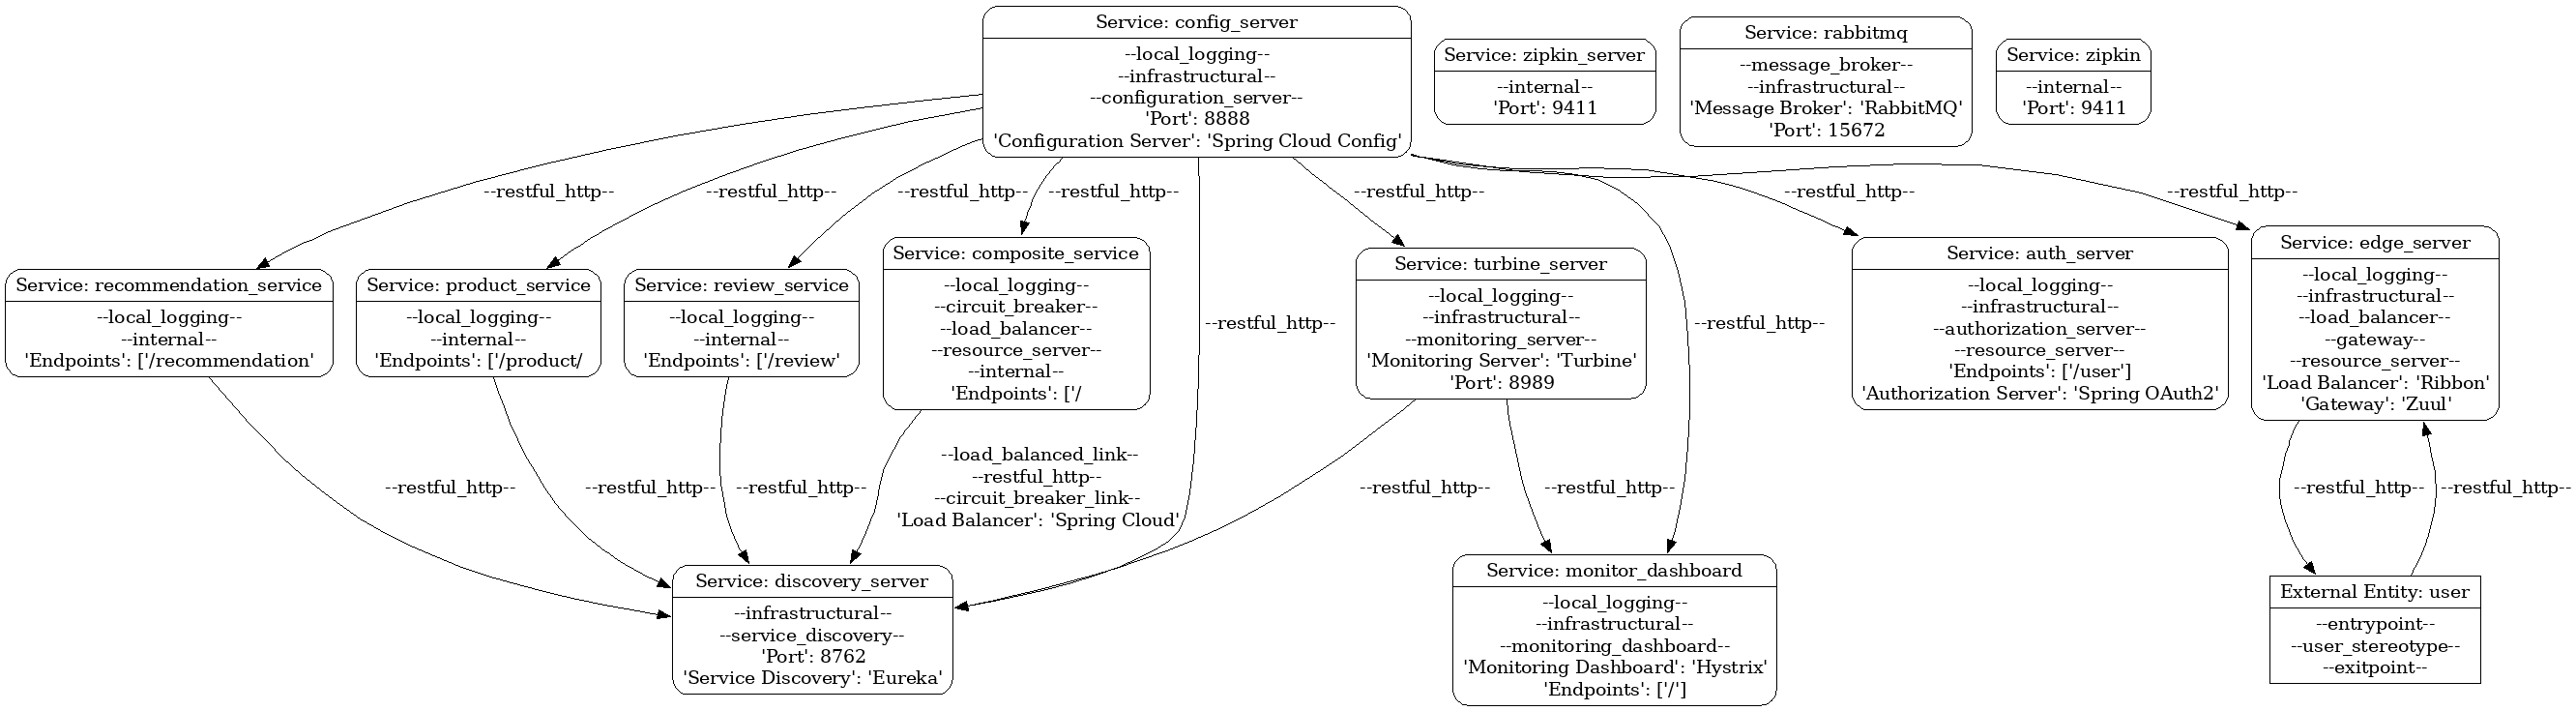 Service: config_server
--local_logging--
--infrastructural--
--configuration_server--
'Port': 8888
'Configuration Server': 'Spring Cloud Config'
Service: zipkin_server
--internal--
'Port': 9411
Service: rabbitmq
--message_broker--
--infrastructural--
'Message Broker': 'RabbitMQ'
'Port': 15672
Service: zipkin
--internal--
'Port': 9411
--restful_http--
--restful_http--
--restful_http--
--restful_http--
--restful_http--
--restful_http--
--restful_http--
Service: recommendation_service
--local_logging--
--internal--
'Endpoints': ['/recommendation'
Service: product_service
--local_logging--
--internal--
'Endpoints': ['/product/
Service: review_service
--local_logging--
--internal--
'Endpoints': ['/review'
Service: composite_service
--local_logging--
--circuit_breaker--
--load_balancer--
--resource_server--
--internal--
'Endpoints': ['/
--restful_http--
Service: turbine_server
--local_logging--
--infrastructural--
--monitoring_server--
'Monitoring Server': 'Turbine'
'Port': 8989
--restful_http--
Service: auth_server
--local_logging--
--infrastructural--
--authorization_server--
--resource_server--
'Endpoints': ['/user']
'Authorization Server': 'Spring OAuth2'
Service: edge_server
--local_logging--
--infrastructural--
--load_balancer--
--gateway--
--resource_server--
'Load Balancer': 'Ribbon'
'Gateway': 'Zuul'
--restful_http--
--restful_http--
--restful_http--
--load_balanced_link--
--restful_http--
--circuit_breaker_link--
'Load Balancer': 'Spring Cloud'
--restful_http--
--restful_http--
--restful_http--
--restful_http--
Service: discovery_server
--infrastructural--
--service_discovery--
'Port': 8762
'Service Discovery': 'Eureka'
Service: monitor_dashboard
--local_logging--
--infrastructural--
--monitoring_dashboard--
'Monitoring Dashboard': 'Hystrix'
'Endpoints': ['/']
External Entity: user
--entrypoint--
--user_stereotype--
--exitpoint--